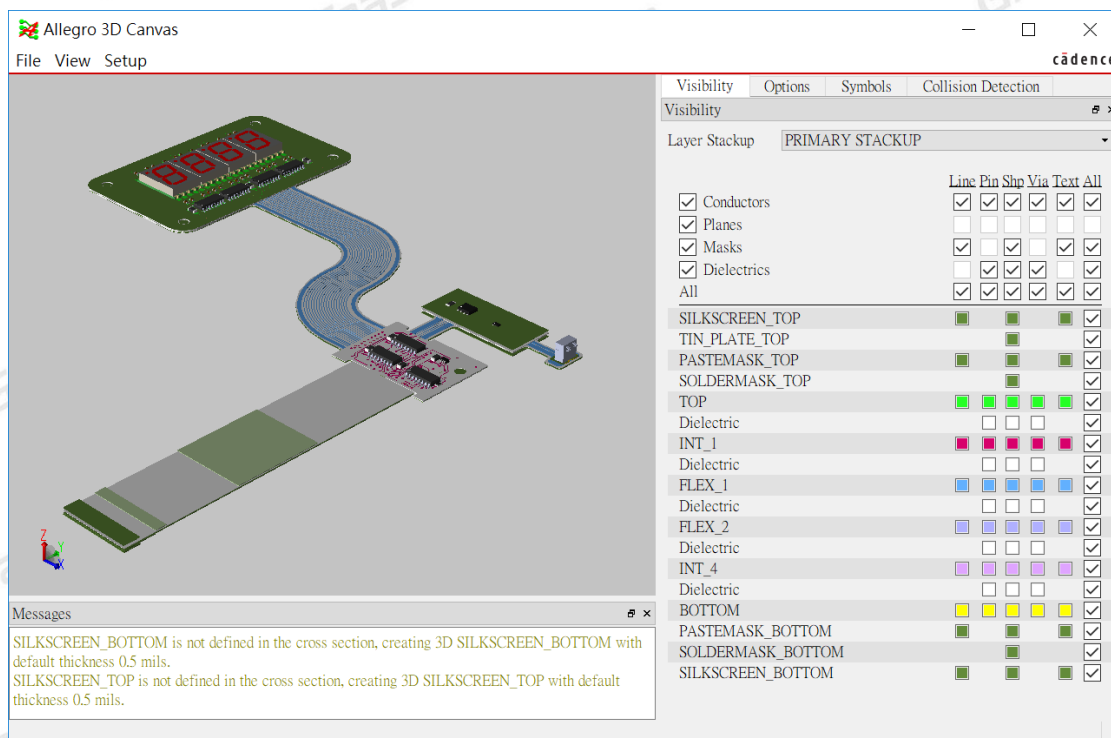 Allegro 3D Canvas
File View Setup
cādence
Visibility Options Symbols Collision Detection
Visibility
Layer Stackup PRIMARY STACKUP
Line Pin Shp Via Text All
Conductors
Planes
Masks
Dielectrics
All
SILKSCREEN_TOP
TIN_PLATE_TOP
PASTEMASK_TOP
SOLDERMASK_TOP
TOP
Dielectric
INT_1
Dielectric
FLEX_1
Dielectric
FLEX_2
Dielectric
INT_4
Dielectric
BOTTOM
PASTEMASK_BOTTOM
SOLDERMASK_BOTTOM
SILKSCREEN_BOTTOM
8888
Z
Y
X
Messages
SILKSCREEN_BOTTOM is not defined in the cross section, creating 3D SILKSCREEN_BOTTOM with
default thickness 0.5 mils.
SILKSCREEN_TOP is not defined in the cross section, creating 3D SILKSCREEN_TOP with default
thickness 0.5 mils.